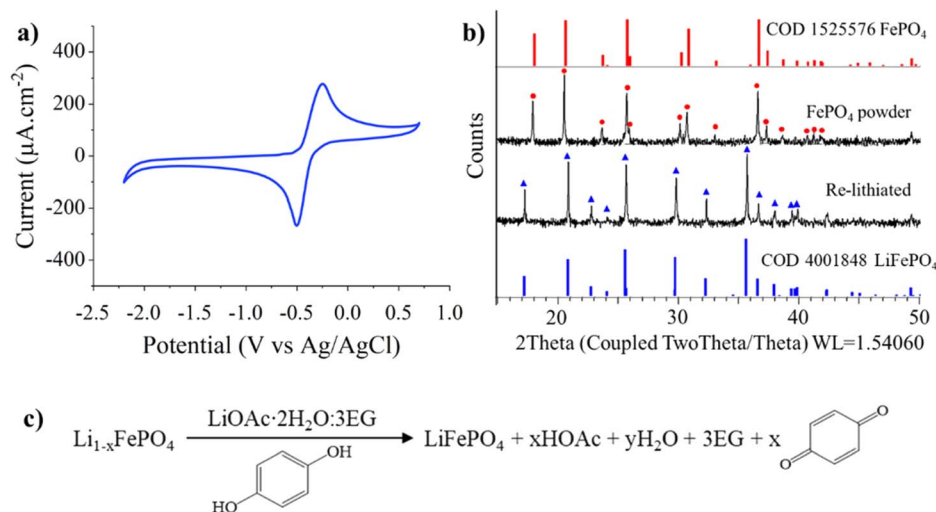 a)
400
200
0
-200
-400
Current (μA.cm⁻²)
-2.5 -2.0 -1.5 -1.0 -0.5 0.0 0.5 1.0
Potential (V vs Ag/AgCl)
b)
COD 1525576 FePO₄
FePO₄ powder
Re-lithiated
COD 4001848 LiFePO₄
Counts
20 30 40 50
2Theta (Coupled TwoTheta/Theta) WL=1.54060
c)
Li₁₋ₓFePO₄
LiOAc·2H₂O:3EG
OH
HO
LiFePO₄ + xHOAc + yH₂O + 3EG + x
O
O